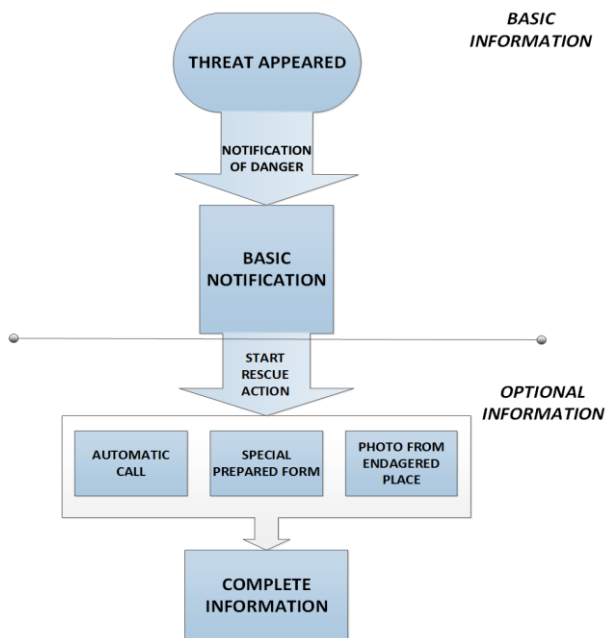 BASIC
INFORMATION
THREAT APPEARED
NOTIFICATION
OF DANGER
BASIC
NOTIFICATION
START
RESCUE
ACTION
OPTIONAL
INFORMATION
AUTOMATIC
CALL
SPECIAL
PREPARED FORM
PHOTO FROM
ENDAGERED
PLACE
COMPLETE
INFORMATION